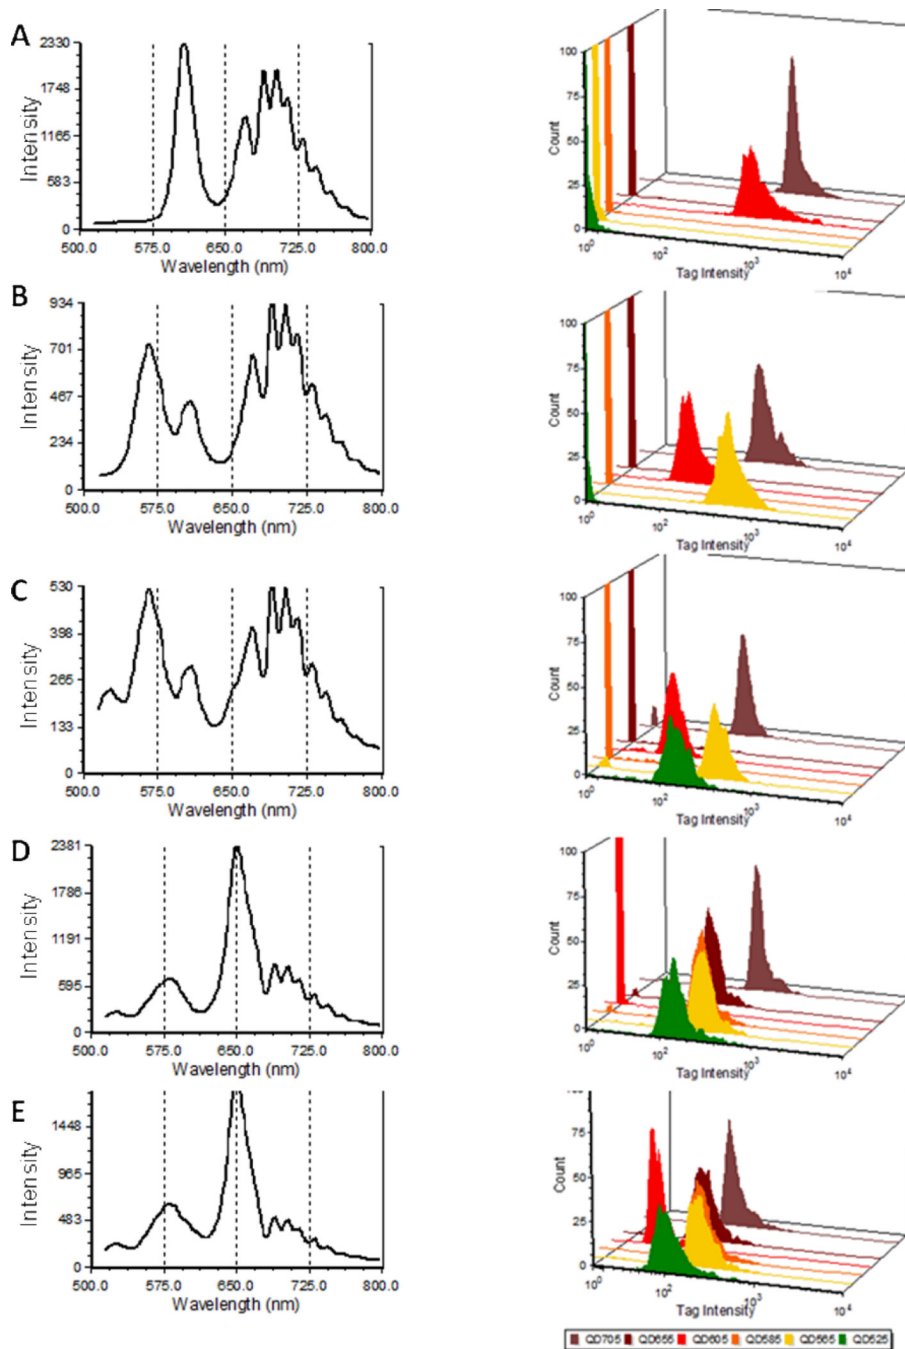 A
Intensity
2330
1748
1165
583
0
500.0 575.0 650.0 725.0 800.0
Wavelength (nm)
Count
100
75
50
25
0
10⁰ 10² 10³ 10⁴
Tag Intensity
B
Intensity
934
701
467
234
0
500.0 575.0 650.0 725.0 800.0
Wavelength (nm)
Count
100
75
50
25
0
10⁰ 10² 10³ 10⁴
Tag Intensity
C
Intensity
530
398
265
133
0
500.0 575.0 650.0 725.0 800.0
Wavelength (nm)
Count
100
75
50
25
0
10⁰ 10² 10³ 10⁴
Tag Intensity
D
Intensity
2381
1786
1191
595
0
500.0 575.0 650.0 725.0 800.0
Wavelength (nm)
Count
100
75
50
25
0
10⁰ 10² 10³ 10⁴
Tag Intensity
E
Intensity
1448
965
483
0
500.0 575.0 650.0 725.0 800.0
Wavelength (nm)
Count
75
50
25
0
10⁰ 10² 10³ 10⁴
Tag Intensity
QD705 QD655 QD605 QD585 QD565 QD525